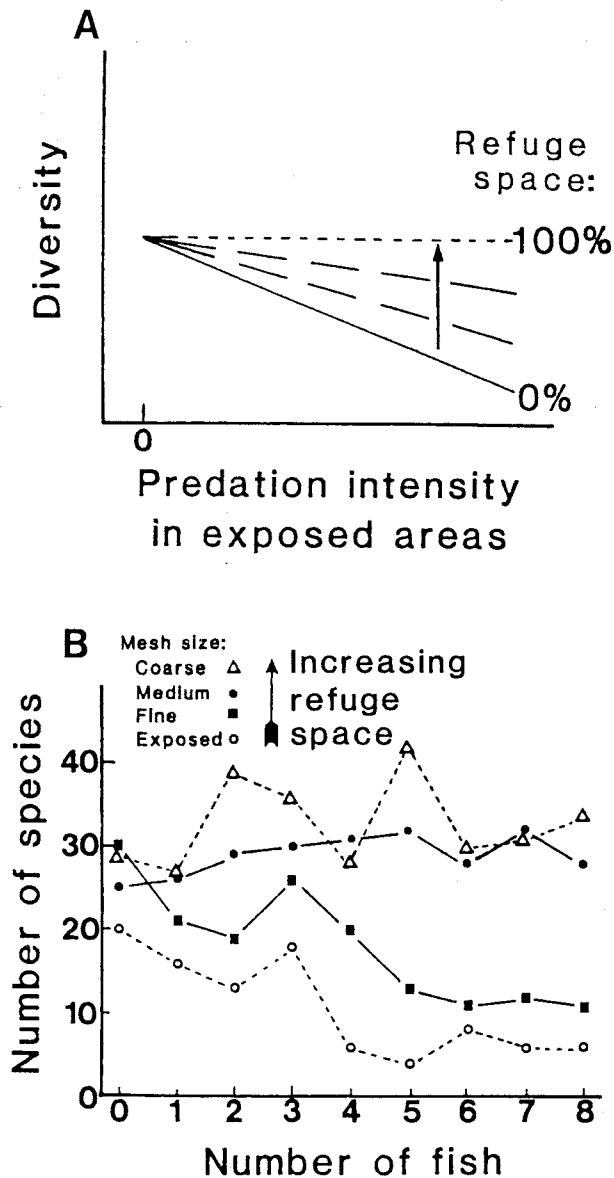 A
Diversity
Refuge
space:
100%
0%
0
Predation intensity
in exposed areas
B
Mesh size:
Coarse
Medium
Fine
Exposed
Increasing
refuge
space
Number of species
40
30
20
10
0
0 1 2 3 4 5 6 7 8
Number of fish